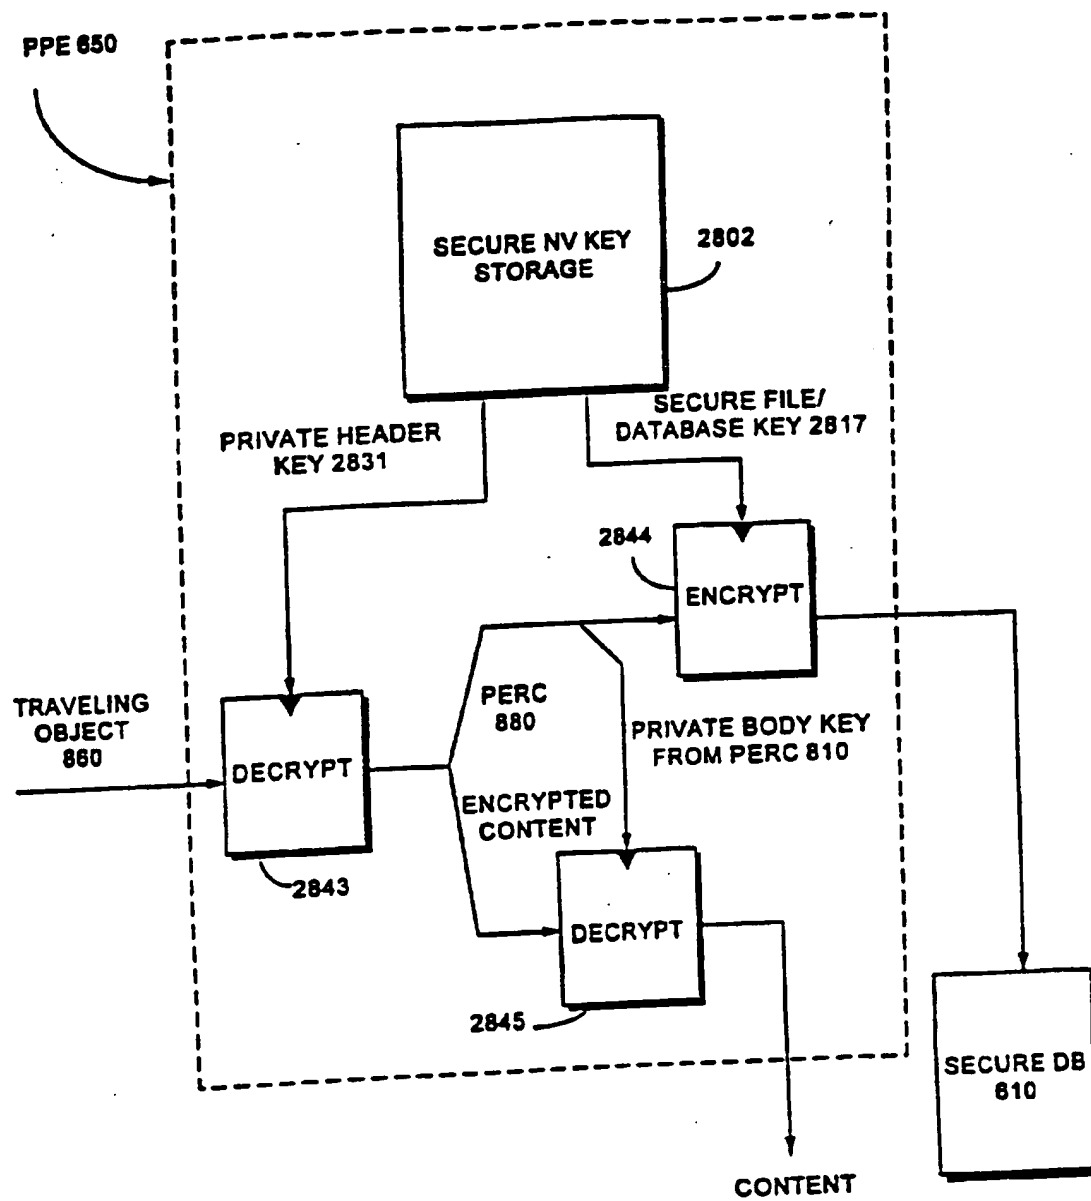 PPE 650
SECURE NV KEY
STORAGE
2802
SECURE FILE/
DATABASE KEY 2817
PRIVATE HEADER
KEY 2831
2844
ENCRYPT
TRAVELING
OBJECT
860
DECRYPT
PERC
880
PRIVATE BODY KEY
FROM PERC 810
ENCRYPTED
CONTENT
2843
DECRYPT
2845
SECURE DB
610
CONTENT